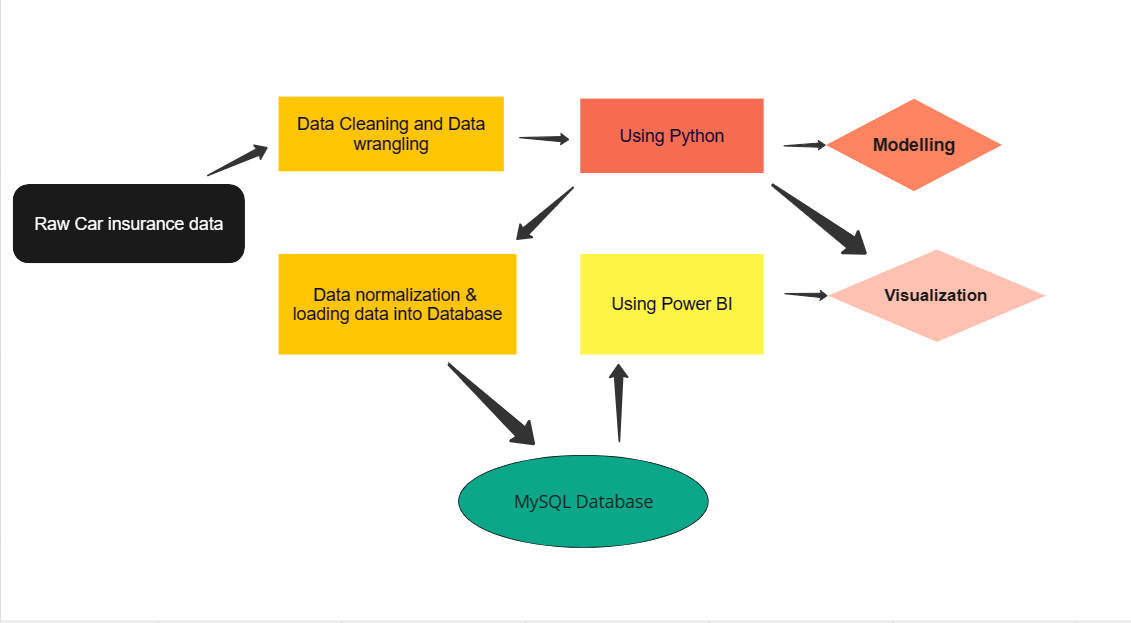 Raw Car insurance data
Data Cleaning and Data
wrangling
Using Python
Modelling
Data normalization &
loading data into Database
Using Power BI
Visualization
MySQL Database